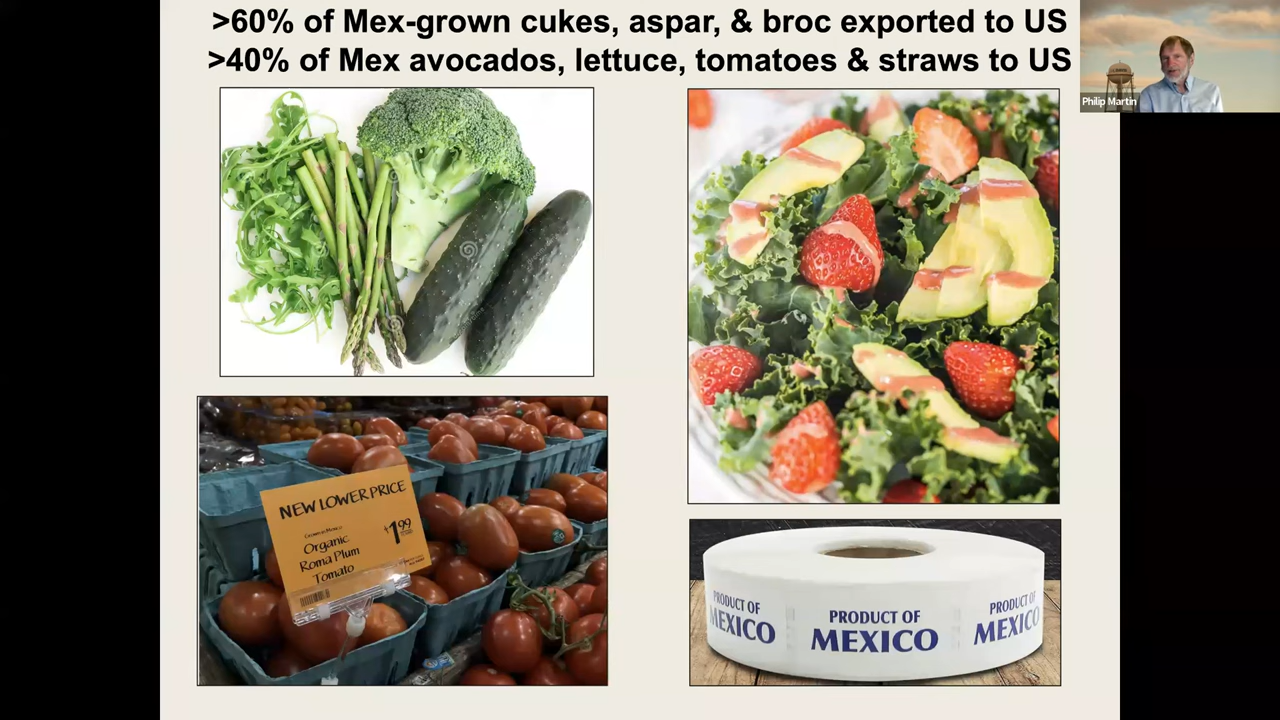 >60% of Mex-grown cukes, aspar, & broc exported to US
>40% of Mex avocados, lettuce, tomatoes & straws to US
Philip Martin
NEW LOWER PRICE
Organic
Roma Plum
Tomato
$1.99
PRODUCT OF
MEXICO
PRODUCT OF
MEXICO
PRODUCT OF
MEXICO